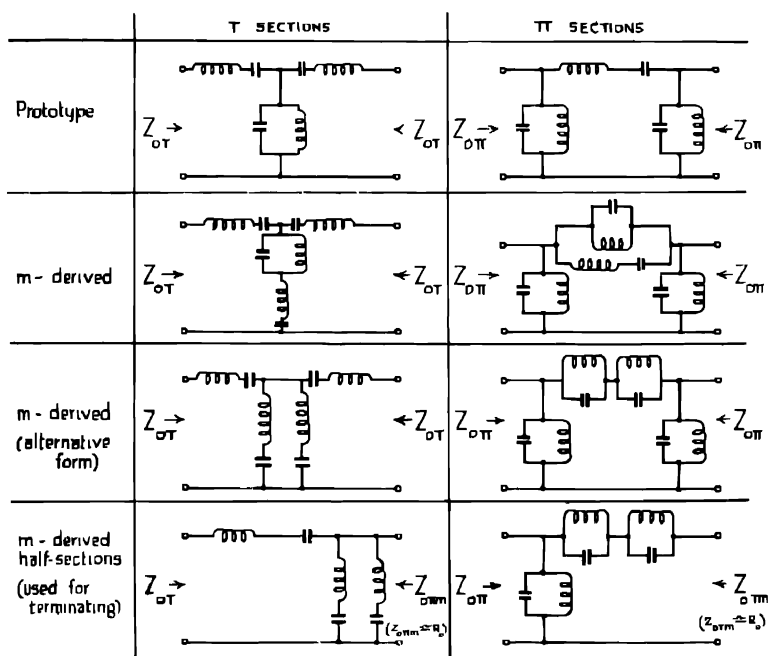 T SECTIONS
π SECTIONS
Prototype
Z₀T
Z₀T
Z₀π
Z₀π
m-derived
Z₀T
Z₀T
Z₀π
Z₀π
m-derived
(alternative
form)
Z₀T
Z₀T
Z₀π
Z₀π
m-derived
half-sections
(used for
terminating)
Z₀T
Z₀πm
(Z₀πm≏R₀)
Z₀π
Z₀Tm
(Z₀Tm≏R₀)